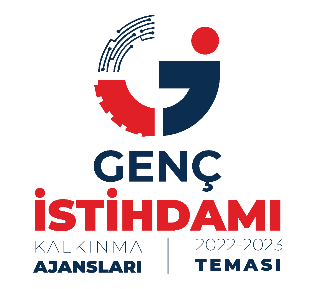 GENÇ
İSTİHDAMI
KALKINMA
AJANSLARI
2022-2023
TEMASI